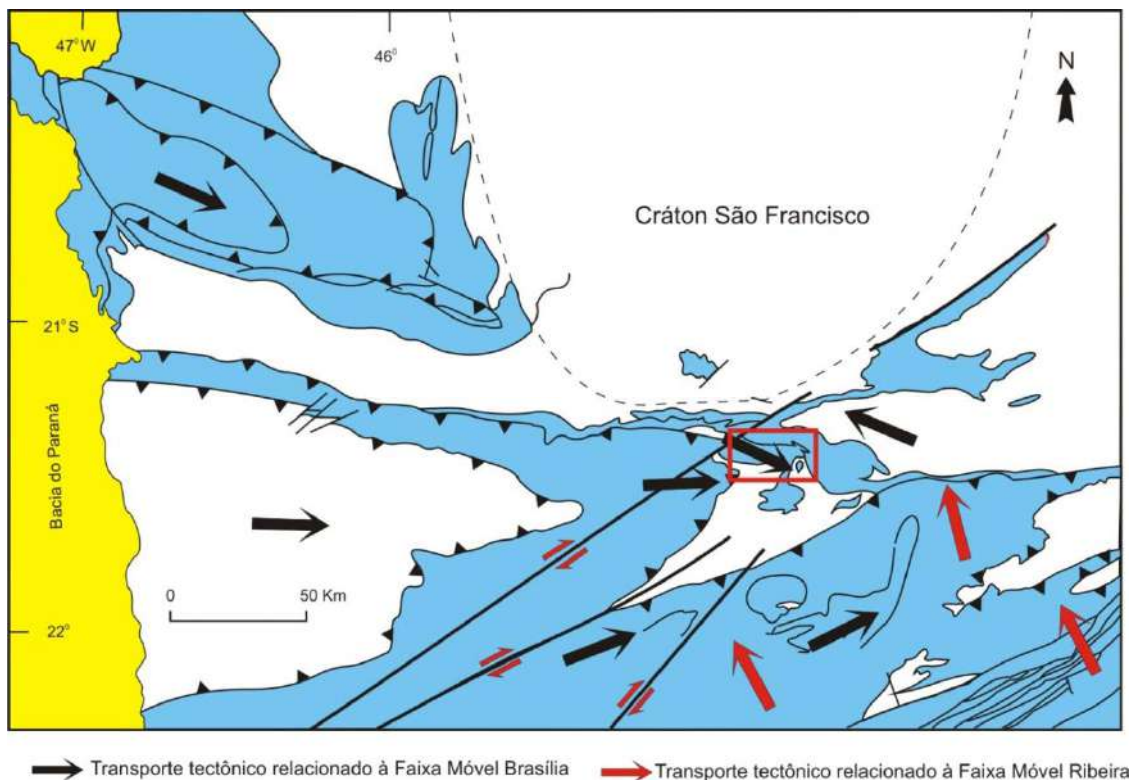 47° W
46°
N
Cráton São Francisco
21° S
Bacia do Paraná
0
50 Km
22°
Transporte tectônico relacionado à Faixa Móvel Brasília
Transporte tectônico relacionado à Faixa Móvel Ribeira